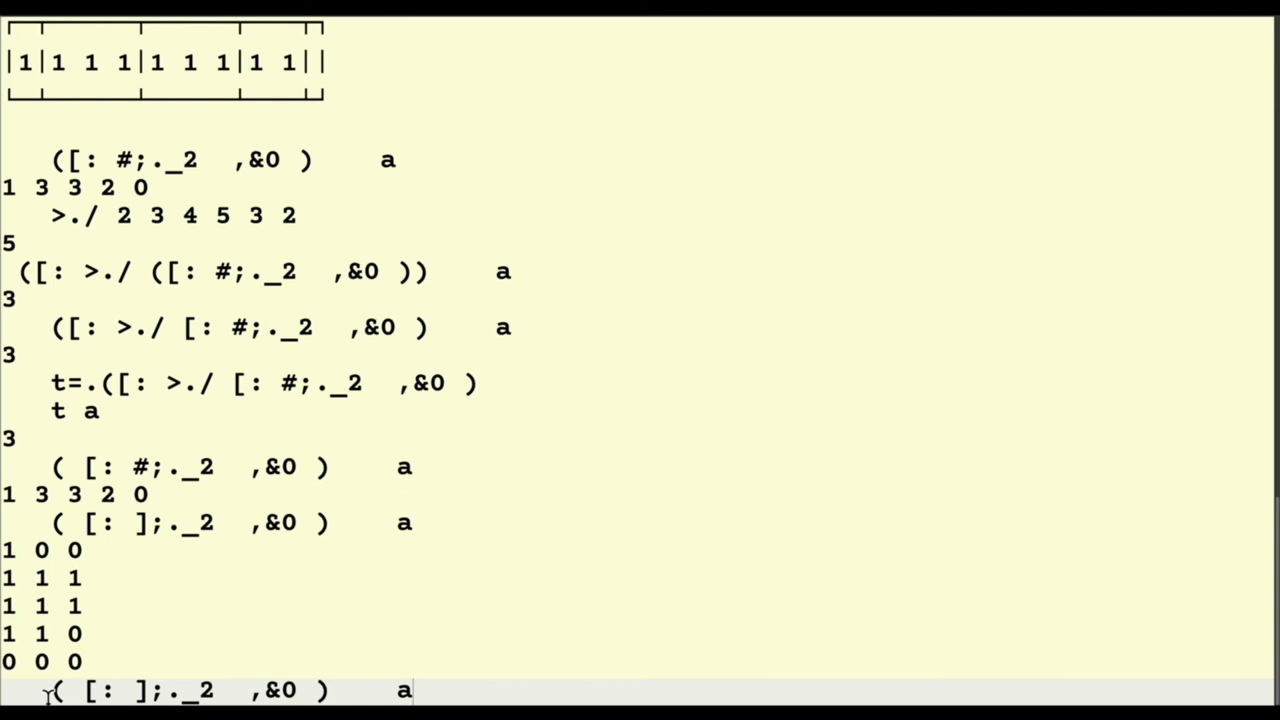 |1|1 1 1|1 1 1|1 1||
([: #;._2  ,&0 )    a
1 3 3 2 0
>./ 2 3 4 5 3 2
5
([: >./ ([: #;._2  ,&0 ))    a
3
([: >./ [: #;._2  ,&0 )    a
3
t=.([: >./ [: #;._2  ,&0 )
t a
3
( [: #;._2  ,&0 )    a
1 3 3 2 0
( [: ];._2  ,&0 )    a
1 0 0
1 1 1
1 1 1
1 1 0
0 0 0
( [: ];._2  ,&0 )    a